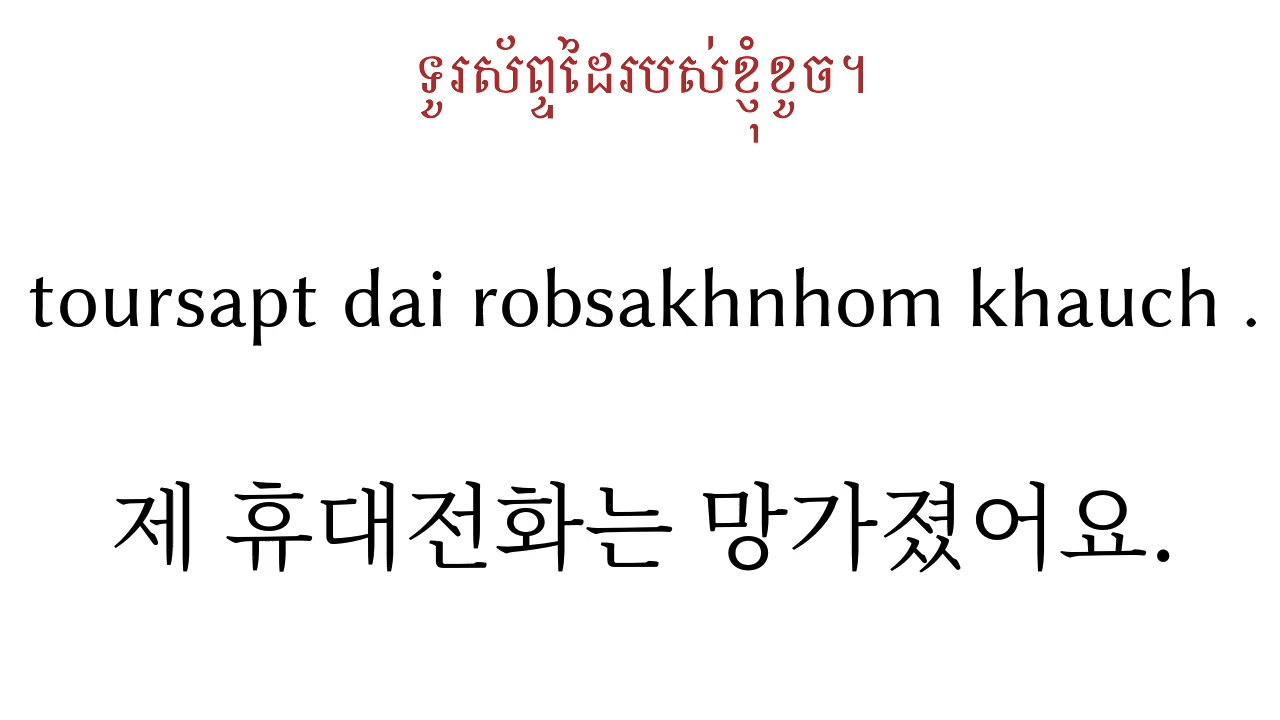 ទូរស័ព្ទដៃរបស់ខ្ញុំខូច។
toursapt dai robsakhnhom khauch .
제 휴대전화는 망가졌어요.